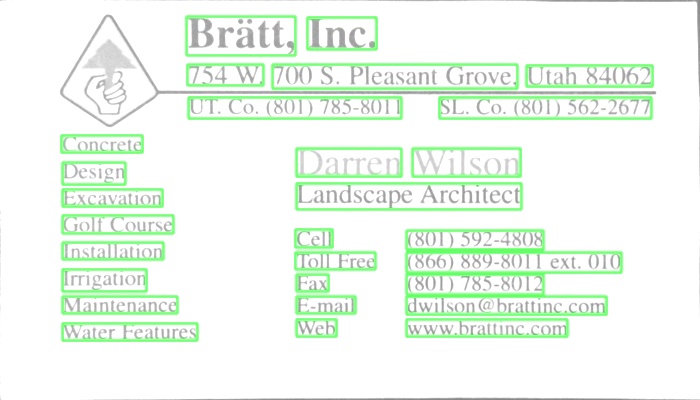 Brätt, Inc.
754 W. 700 S. Pleasant Grove, Utah 84062
UT. Co. (801) 785-8011 SL. Co. (801) 562-2677
Concrete
Design
Excavation
Golf Course
Installation
Irrigation
Maintenance
Water Features
Darren Wilson
Landscape Architect
Cell (801) 592-4808
Toll Free (866) 889-8011 ext. 010
Fax (801) 785-8012
E-mail dwilson@brattinc.com
Web www.brattinc.com